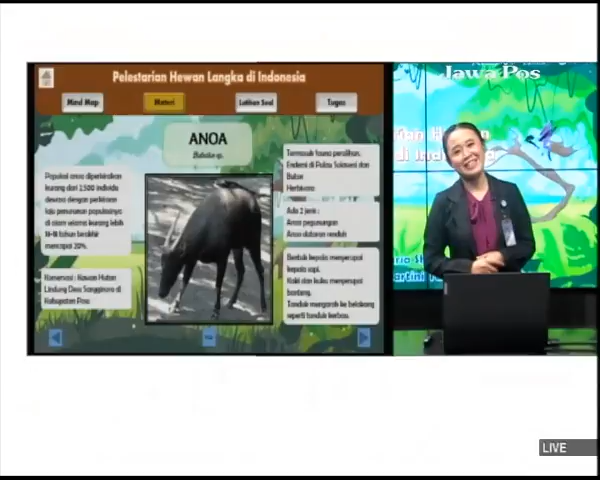 Pelestarian Hewan Langka di Indonesia
Jawa Pos
Mind Map
Materi
Latihan Soal
Tugas
ANOA
Bubalus sp.
Populasi anoa diperkirakan
kurang dari 2.500 individu
dewasa dengan perkiraan
laju penurunan populasinya
di alam selama kurang lebih
tahun terakhir
mencapai 20%.
Konservasi : Kawasan Hutan
Lindung Desa Sangginora di
Kabupaten Poso
Termasuk fauna peralihan.
Endemi di Pulau Sulawesi dan
Buton
Herbivora
Ada 2 jenis :
Anoa pegunungan
Anoa dataran rendah
Bentuk kepala menyerupai
kepala sapi.
Kaki dan kuku menyerupai
banteng.
Tanduk mengarah ke belakang
seperti tanduk kerbau.
di Indon
LIVE